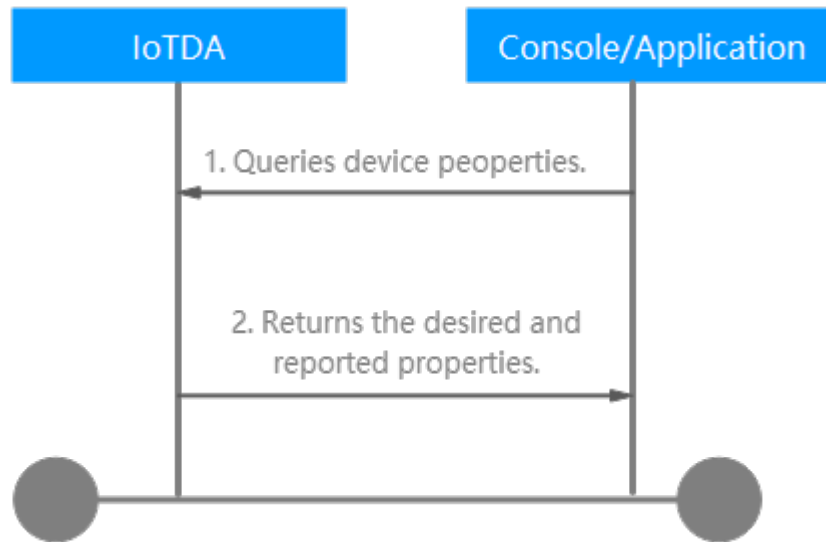 IoTDA
Console/Application
1. Queries device peoperties.
2. Returns the desired and
reported properties.